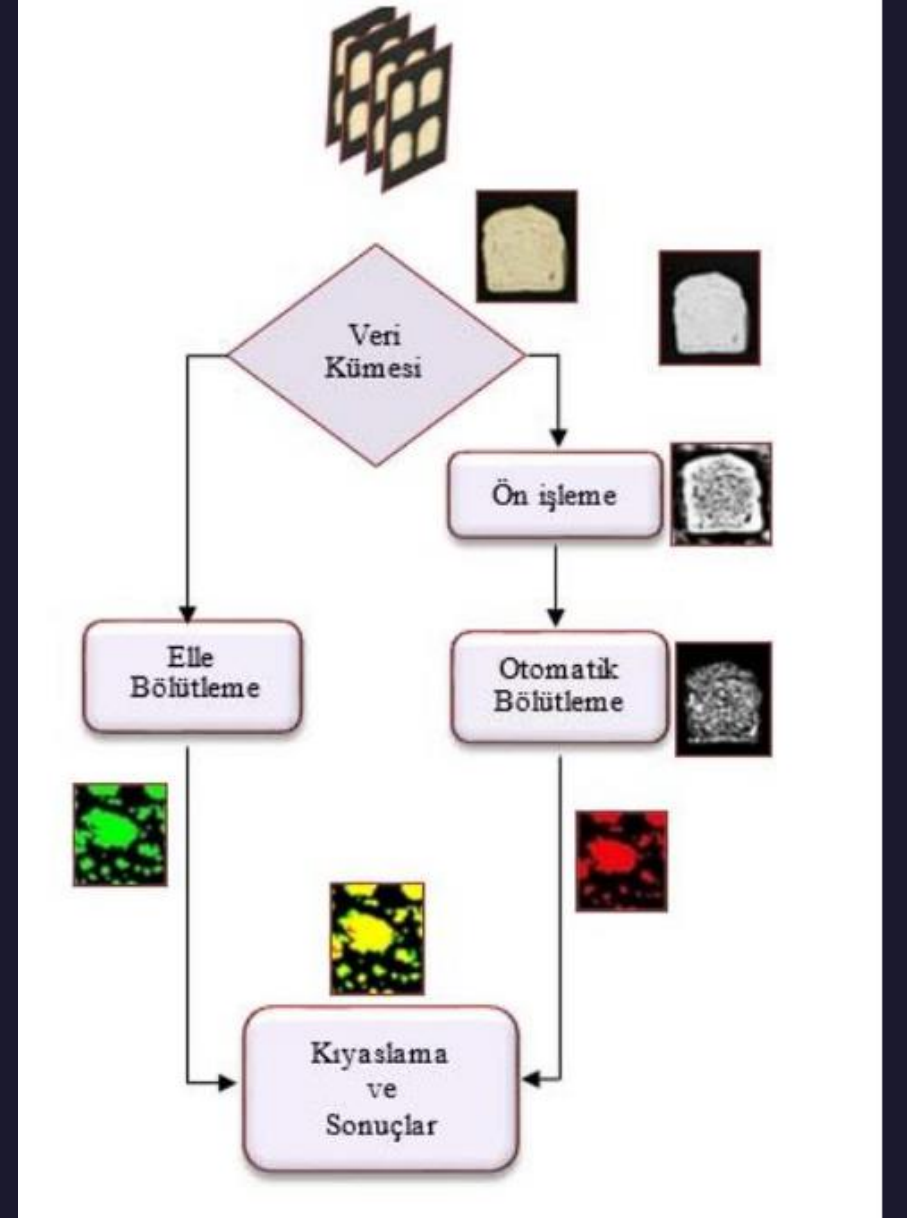 Veri
Kümesi
Ön işleme
Elle
Bölütleme
Otomatik
Bölütleme
Kıyaslama
ve
Sonuçlar